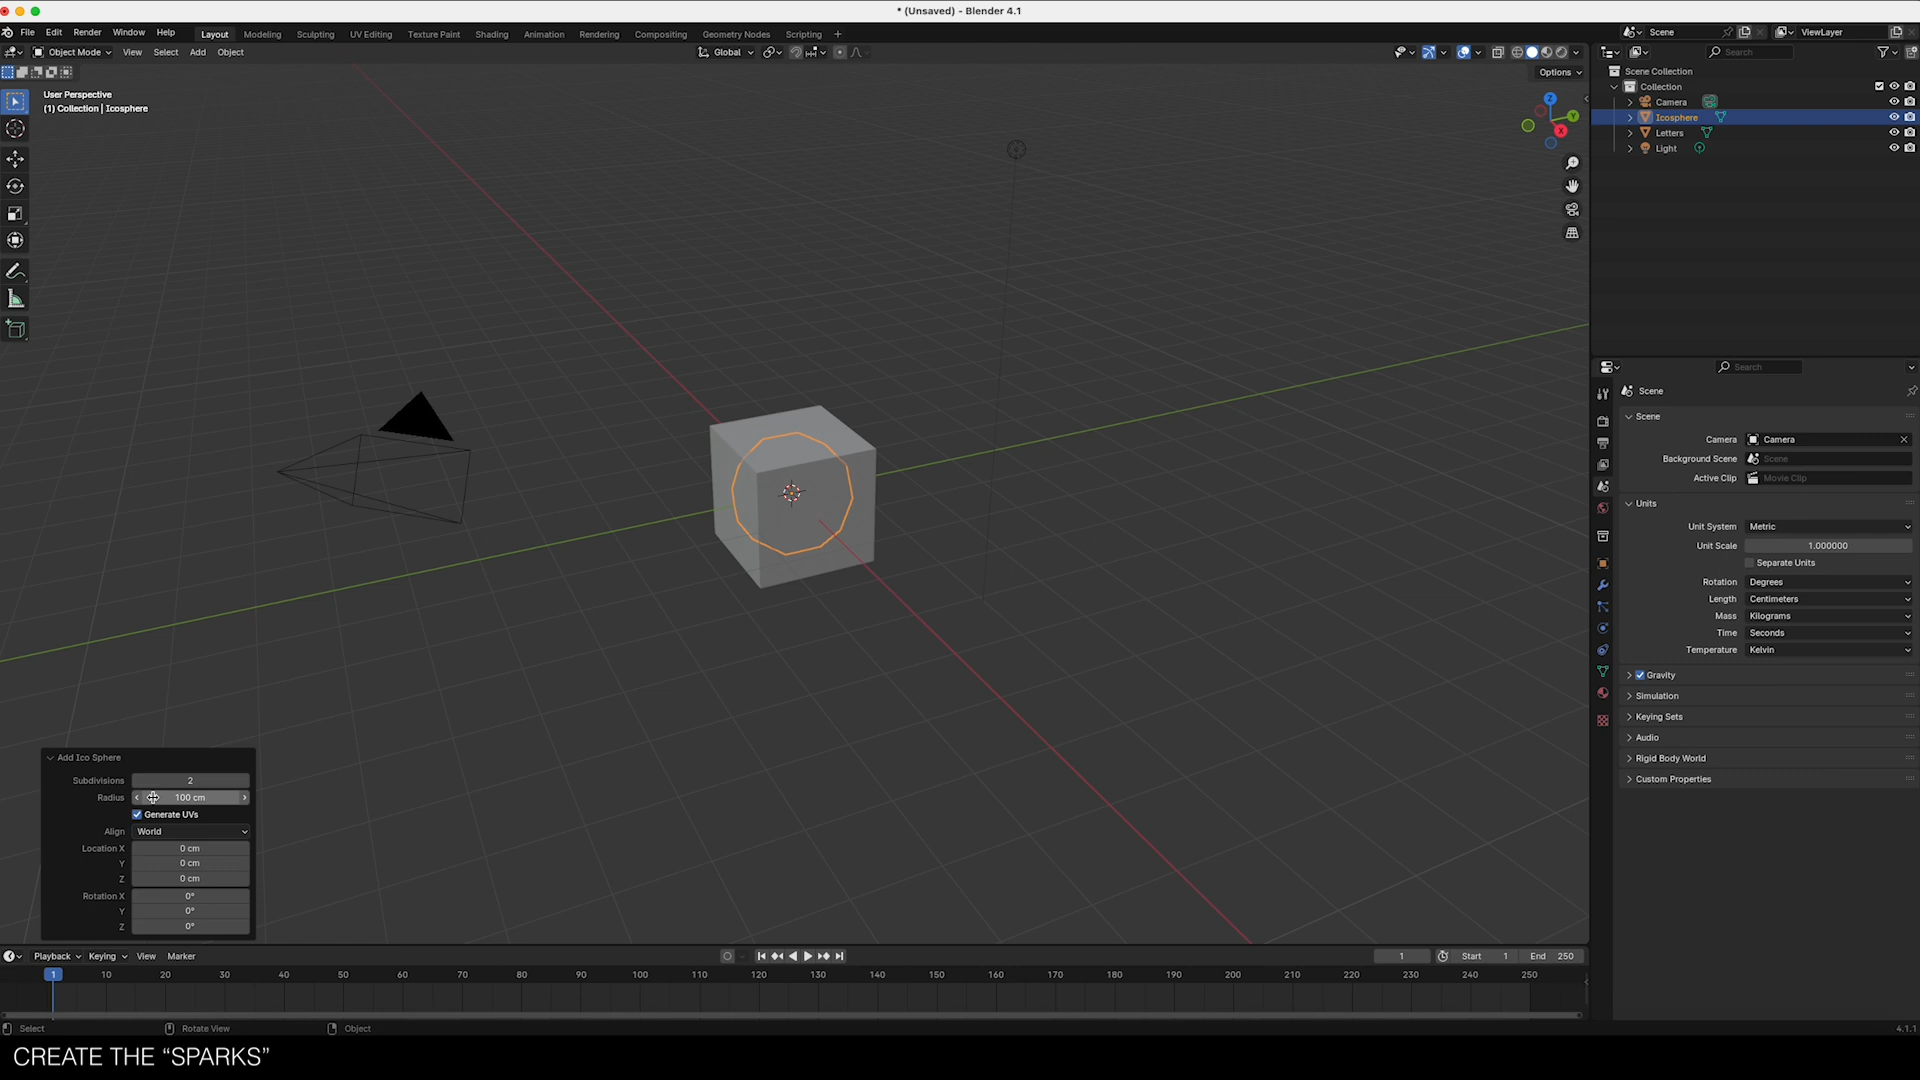 * (Unsaved) - Blender 4.1
File Edit Render Window Help Layout Modeling Sculpting UV Editing Texture Paint Shading Animation Rendering Compositing Geometry Nodes Scripting + Scene ViewLayer
Object Mode View Select Add Object Global Search
Options
User Perspective
(1) Collection | Icosphere
Z
Y
X
Scene Collection
Collection
Camera
Icosphere
Letters
Light
Search
Scene
Scene
Camera Camera
Background Scene Scene
Active Clip Movie Clip
Units
Unit System Metric
Unit Scale 1.000000
Separate Units
Rotation Degrees
Length Centimeters
Mass Kilograms
Time Seconds
Temperature Kelvin
Gravity
Simulation
Keying Sets
Audio
Rigid Body World
Custom Properties
Add Ico Sphere
Subdivisions 2
Radius 100 cm
Generate UVs
Align World
Location X 0 cm
Y 0 cm
Z 0 cm
Rotation X 0°
Y 0°
Z 0°
Playback Keying View Marker 1 Start 1 End 250
1 10 20 30 40 50 60 70 80 90 100 110 120 130 140 150 160 170 180 190 200 210 220 230 240 250
Select Rotate View Object 4.1.1
CREATE THE “SPARKS”